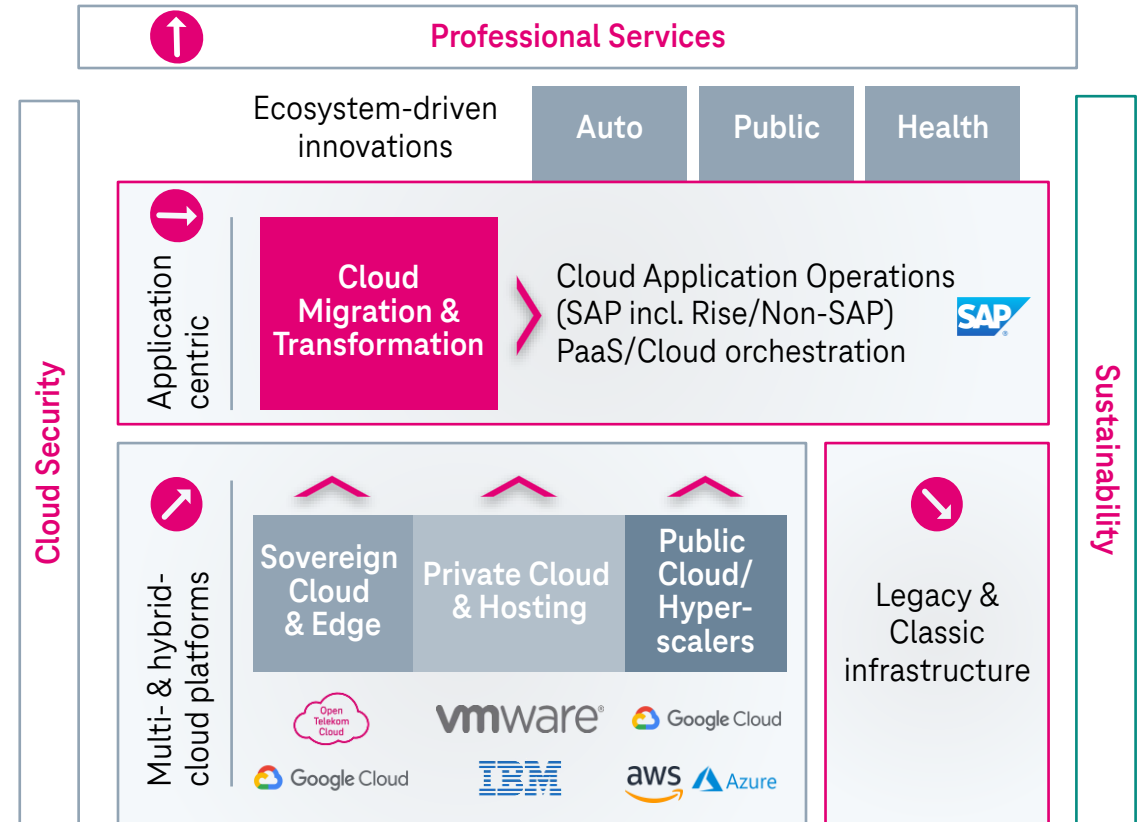 Professional Services
Ecosystem-driven
innovations
Auto
Public
Health
Cloud Security
Application
centric
Cloud
Migration &
Transformation
Cloud Application Operations
(SAP incl. Rise/Non-SAP)
PaaS/Cloud orchestration
SAP
®
Sustainability
Multi- & hybrid-
cloud platforms
Sovereign
Cloud
& Edge
Private Cloud
& Hosting
Public
Cloud/
Hyper-
scalers
Legacy &
Classic
infrastructure
Open
Telekom
Cloud
vmware®
Google Cloud
Google Cloud
IBM
aws
Azure